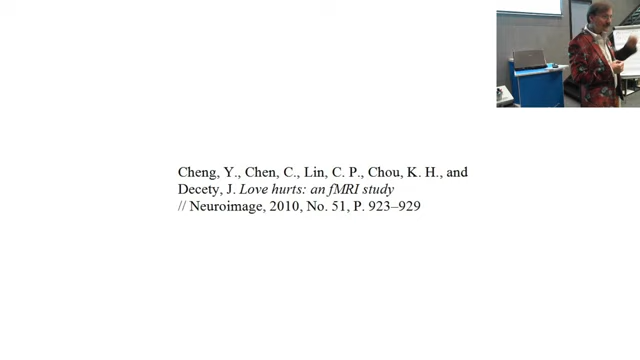 Cheng, Y., Chen, C., Lin, C. P., Chou, K. H., and
Decety, J. Love hurts: an fMRI study
// Neuroimage, 2010, No. 51, P. 923–929